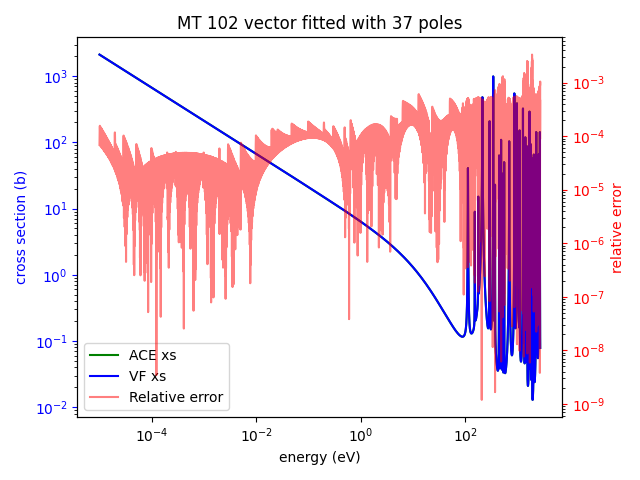 MT 102 vector fitted with 37 poles
cross section (b)
10³
10²
10¹
10⁰
10⁻¹
10⁻²
10⁻³
10⁻⁴
10⁻⁵
10⁻⁶
10⁻⁷
10⁻⁸
10⁻⁹
relative error
ACE xs
VF xs
Relative error
10⁻⁴ 10⁻² 10⁰ 10²
energy (eV)